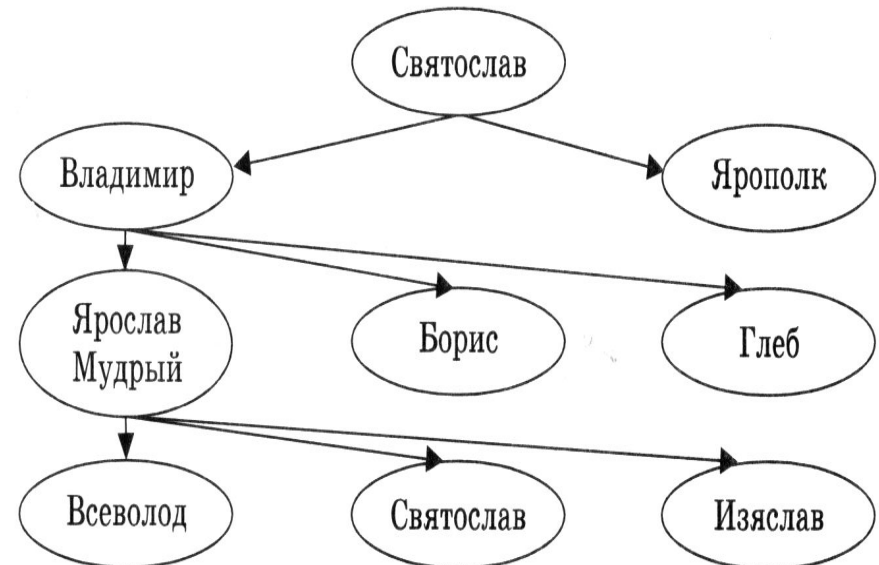 Святослав
Владимир
Ярополк
Ярослав
Мудрый
Борис
Глеб
Всеволод
Святослав
Изяслав